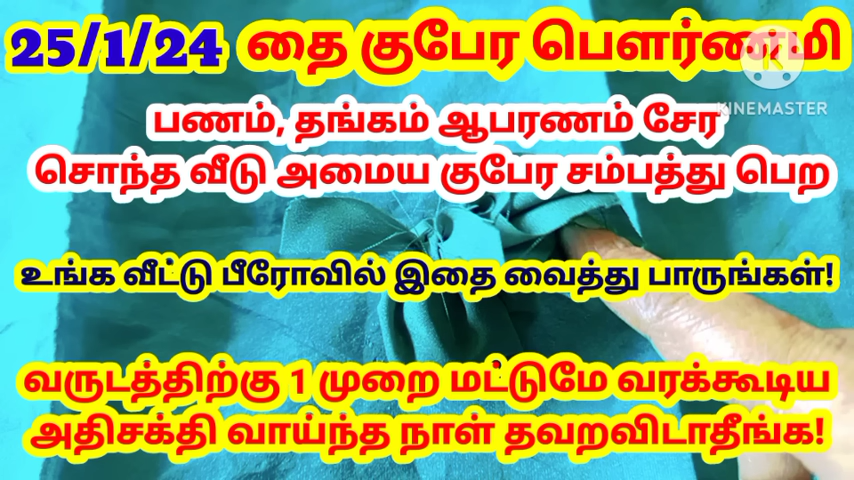 25/1/24 தை குபேர பௌர்ணமி
KINEMASTER
பணம், தங்கம் ஆபரணம் சேர
சொந்த வீடு அமைய குபேர சம்பத்து பெற
உங்க வீட்டு பீரோவில் இதை வைத்து பாருங்கள்!
வருடத்திற்கு 1 முறை மட்டுமே வரக்கூடிய
அதிசக்தி வாய்ந்த நாள் தவறவிடாதீங்க!